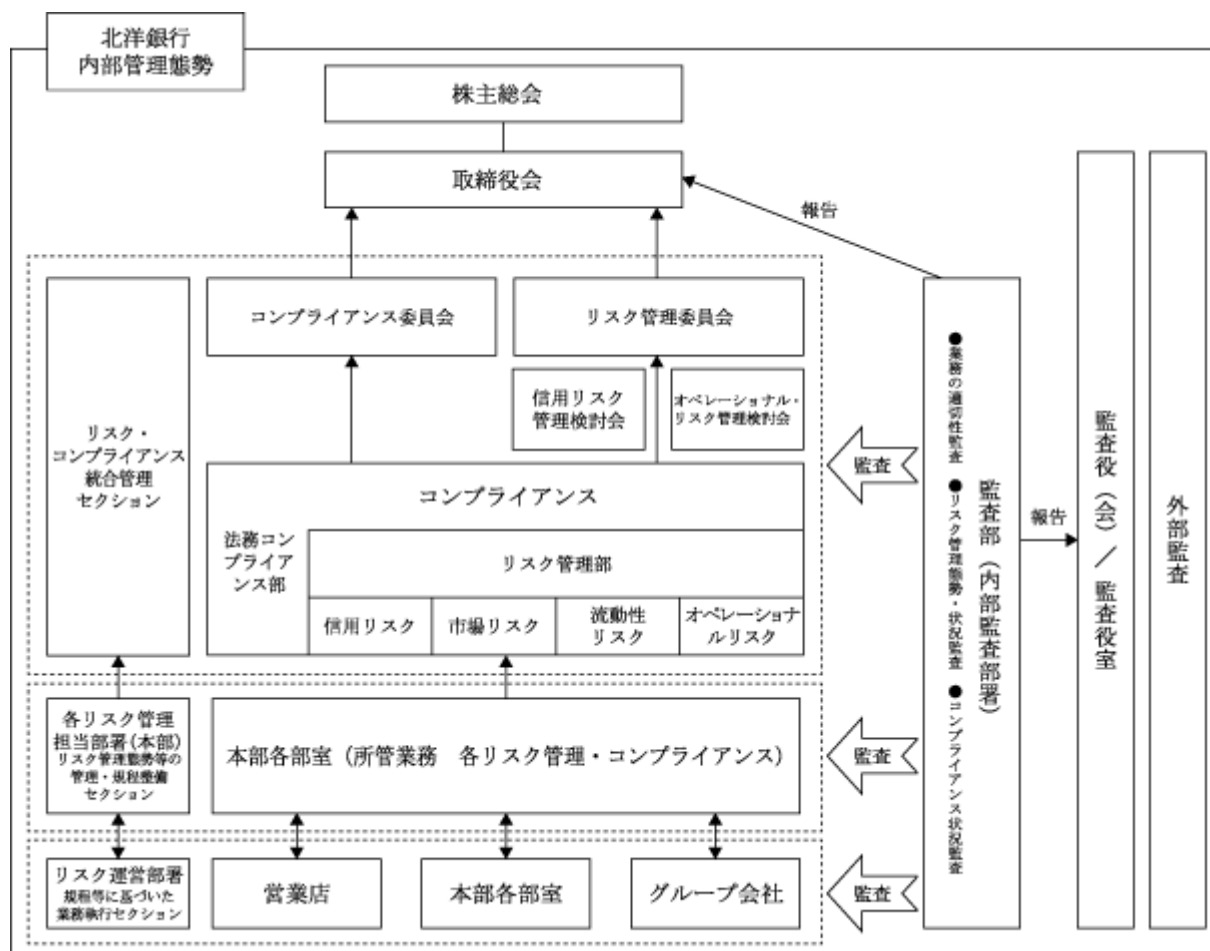 北洋銀行
内部管理態勢
株主総会
取締役会
報告
コンプライアンス委員会
リスク管理委員会
信用リスク
管理検討会
オペレーショナル・
リスク管理検討会
リスク・
コンプライアンス
統合管理
セクション
コンプライアンス
法務コン
プライア
ンス部
リスク管理部
信用リスク
市場リスク
流動性
リスク
オペレーショナ
ルリスク
監査
各リスク管理
担当部署(本部)
リスク管理態勢等の
管理・規程整備
セクション
本部各部室（所管業務　各リスク管理・コンプライアンス）
監査
リスク運営部署
規程等に基づいた
業務執行セクション
営業店
本部各部室
グループ会社
監査
監査部（内部監査部署）
●業務の適切性監査　●リスク管理態勢・状況監査　●コンプライアンス状況監査
報告
監査役（会）／監査役室
外部監査